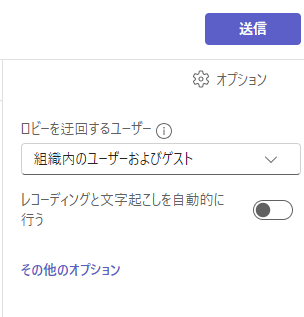 送信
オプション
ロビーを迂回するユーザー
組織内のユーザーおよびゲスト
レコーディングと文字起こしを自動的に
行う
その他のオプション